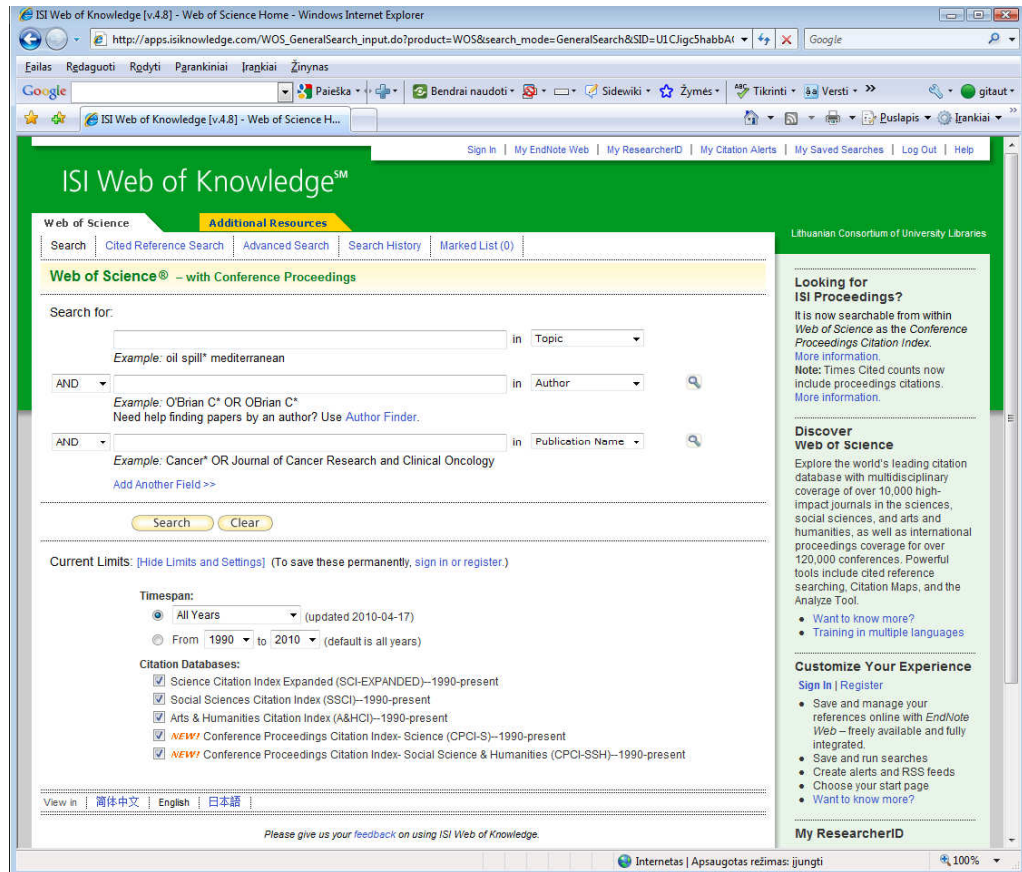 ISI Web of Knowledge [v.4.8] - Web of Science Home - Windows Internet Explorer
http://apps.isiknowledge.com/WOS_GeneralSearch_input.do?product=WOS&search_mode=GeneralSearch&SID=U1CJigc5habbA
Google
Failas Redaguoti Rodyti Parankiniai Įrankiai Žinynas
Google Paieška Bendrai naudoti Sidewiki Žymės Tikrinti Versti >> gitaut
ISI Web of Knowledge [v.4.8] - Web of Science H... Puslapis Įrankiai >>
Sign In | My EndNote Web | My ResearcherID | My Citation Alerts | My Saved Searches | Log Out | Help
ISI Web of Knowledge℠
Web of Science Additional Resources
Search Cited Reference Search Advanced Search Search History Marked List (0)
Lithuanian Consortium of University Libraries
Web of Science® – with Conference Proceedings
Search for:
in Topic
Example: oil spill* mediterranean
AND in Author
Example: O'Brian C* OR OBrian C*
Need help finding papers by an author? Use Author Finder.
AND in Publication Name
Example: Cancer* OR Journal of Cancer Research and Clinical Oncology
Add Another Field >>
Search Clear
Current Limits: [Hide Limits and Settings] (To save these permanently, sign in or register.)
Timespan:
All Years (updated 2010-04-17)
From 1990 to 2010 (default is all years)
Citation Databases:
Science Citation Index Expanded (SCI-EXPANDED)--1990-present
Social Sciences Citation Index (SSCI)--1990-present
Arts & Humanities Citation Index (A&HCI)--1990-present
NEW! Conference Proceedings Citation Index- Science (CPCI-S)--1990-present
NEW! Conference Proceedings Citation Index- Social Science & Humanities (CPCI-SSH)--1990-present
View in | 简体中文 | English | 日本語 |
Please give us your feedback on using ISI Web of Knowledge.
Looking for
ISI Proceedings?
It is now searchable from within
Web of Science as the Conference
Proceedings Citation Index.
More information.
Note: Times Cited counts now
include proceedings citations.
More information.
Discover
Web of Science
Explore the world's leading citation
database with multidisciplinary
coverage of over 10,000 high-
impact journals in the sciences,
social sciences, and arts and
humanities, as well as international
proceedings coverage for over
120,000 conferences. Powerful
tools include cited reference
searching, Citation Maps, and the
Analyze Tool.
• Want to know more?
• Training in multiple languages
Customize Your Experience
Sign In | Register
• Save and manage your
references online with EndNote
Web – freely available and fully
integrated.
• Save and run searches
• Create alerts and RSS feeds
• Choose your start page
• Want to know more?
My ResearcherID
Internetas | Apsaugotas režimas: įjungti 100%